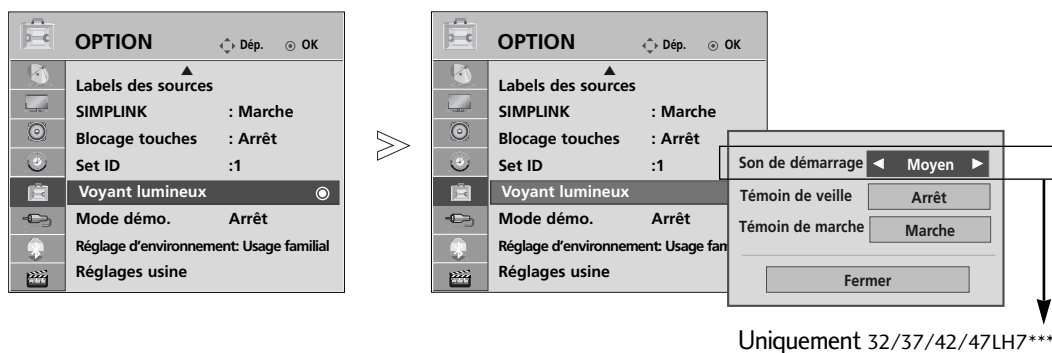 OPTION Dép. OK
Labels des sources
SIMPLINK : Marche
Blocage touches : Arrêt
Set ID :1
Voyant lumineux
Mode démo. Arrêt
Réglage d'environnement: Usage familial
Réglages usine
OPTION Dép. OK
Labels des sources
SIMPLINK : Marche
Blocage touches : Arrêt
Set ID :1
Voyant lumineux
Mode démo. Arrêt
Réglage d'environnement: Usage fam
Réglages usine
Son de démarrage Moyen
Témoin de veille Arrêt
Témoin de marche Marche
Fermer
Uniquement 32/37/42/47LH7***